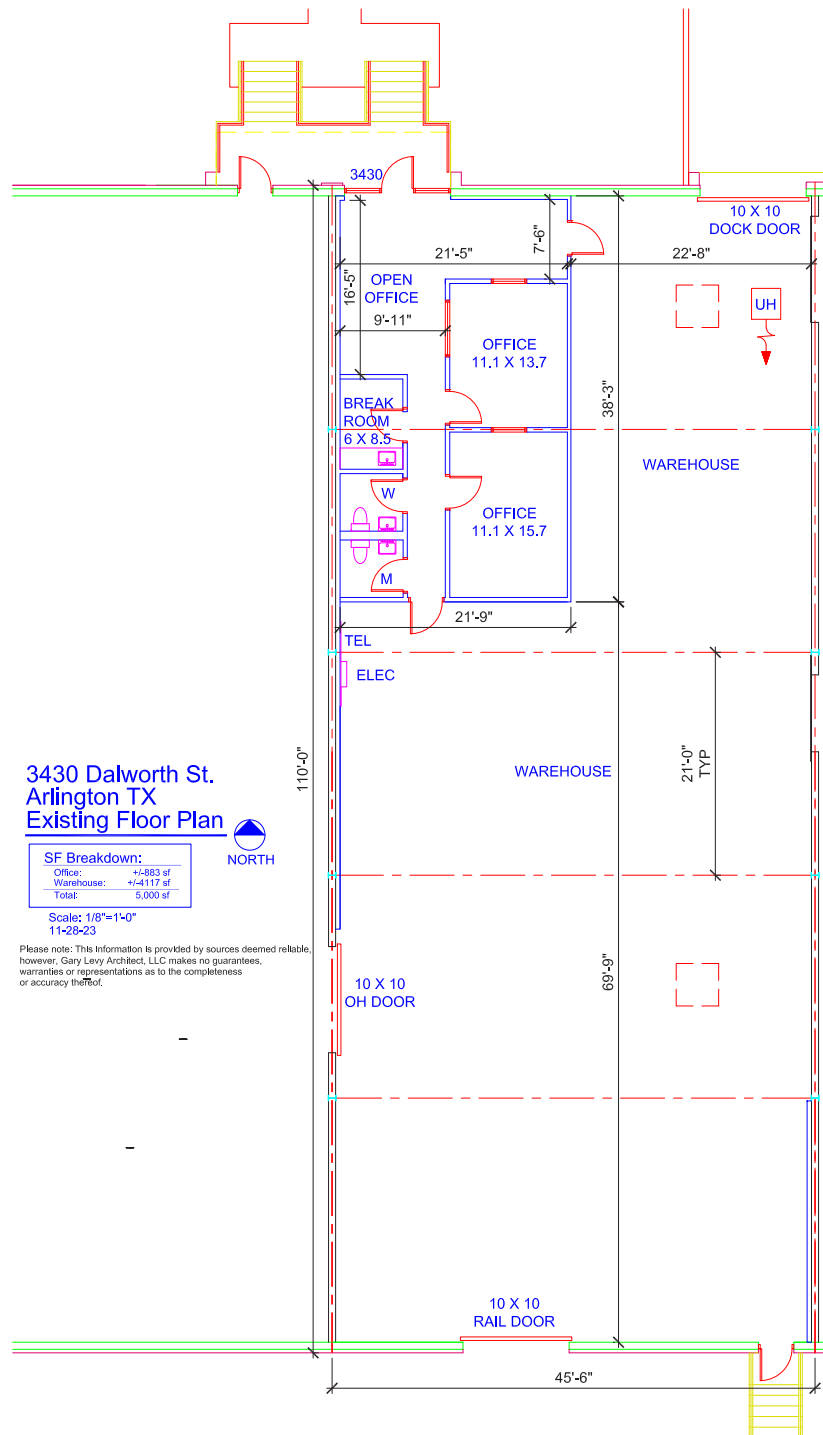 3430
10 X 10
DOCK DOOR
21'-5"
7'-6"
22'-8"
16'-5"
OPEN
OFFICE
UH
9'-11"
OFFICE
11.1 X 13.7
38'-3"
BREAK
ROOM
6 X 8.5
WAREHOUSE
W
OFFICE
11.1 X 15.7
M
21'-9"
TEL
ELEC
110'-0"
WAREHOUSE
21'-0"
TYP
3430 Dalworth St.
Arlington TX
Existing Floor Plan
NORTH
SF Breakdown:
Office: +/-883 sf
Warehouse: +/-4117 sf
Total: 5,000 sf
Scale: 1/8"=1'-0"
11-28-23
Please note: This information is provided by sources deemed reliable,
however, Gary Levy Architect, LLC makes no guarantees,
warranties or representations as to the completeness
or accuracy thereof.
69'-9"
10 X 10
OH DOOR
10 X 10
RAIL DOOR
45'-6"